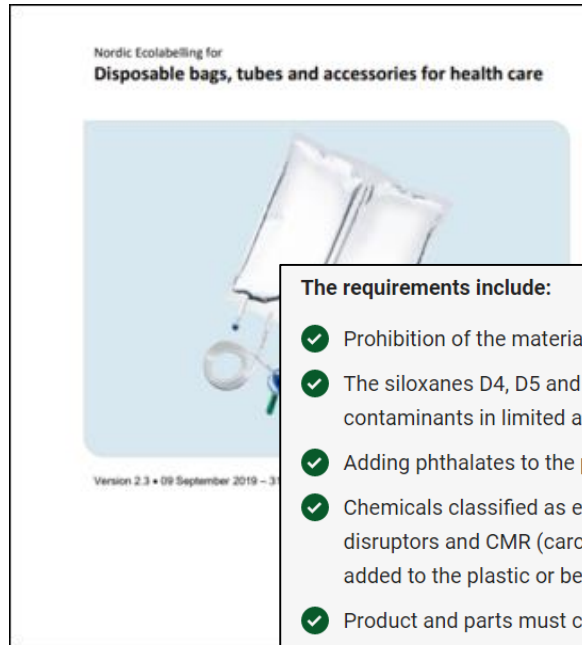 Nordic Ecolabelling for
Disposable bags, tubes and accessories for health care
The requirements include:
Prohibition of the materia
The siloxanes D4, D5 and
contaminants in limited a
Adding phthalates to the p
Version 2.3 • 09 September 2019 – 31
Chemicals classified as e
disruptors and CMR (carc
added to the plastic or be
Product and parts must c